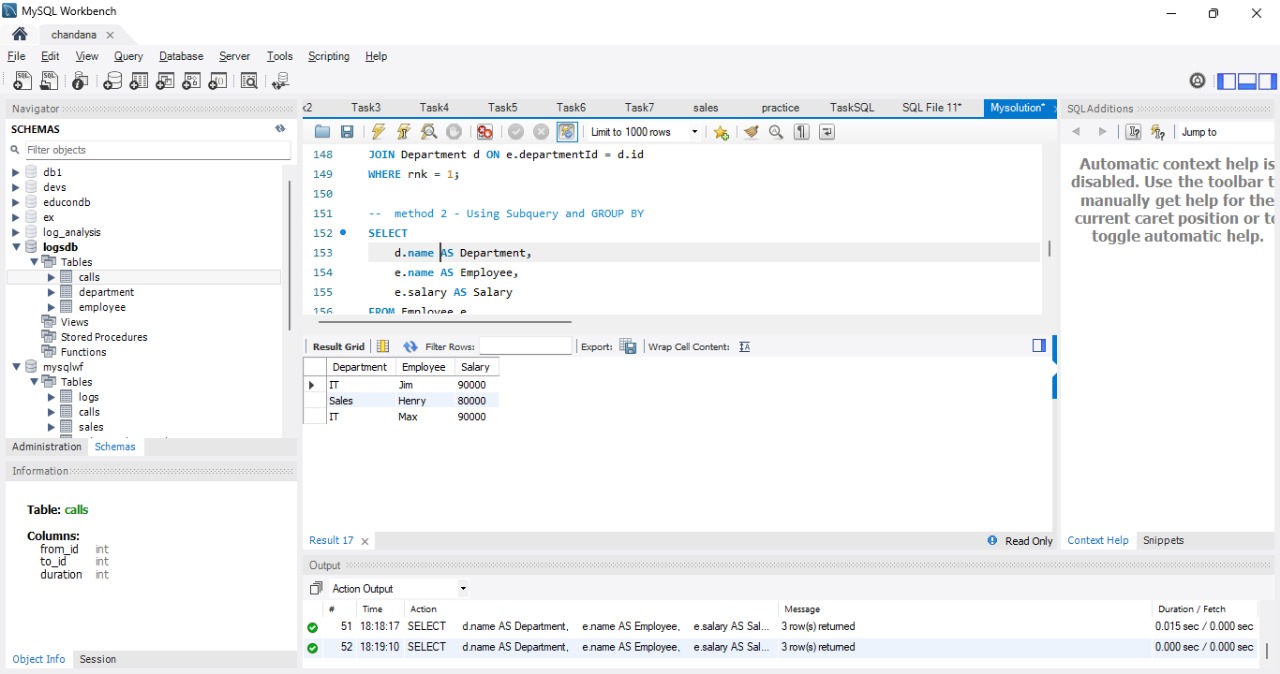 MySQL Workbench
chandana
File Edit View Query Database Server Tools Scripting Help
Navigator
SCHEMAS
Filter objects
db1
devs
educondb
ex
log_analysis
logsdb
Tables
calls
department
employee
Views
Stored Procedures
Functions
mysqlwf
Tables
logs
calls
sales
Administration Schemas
Information
Table: calls
Columns:
from_id int
to_id int
duration int
Object Info Session
k2 Task3 Task4 Task5 Task6 Task7 sales practice TaskSQL SQL File 11* Mysolution*
Limit to 1000 rows
148 JOIN Department d ON e.departmentId = d.id
149 WHERE rnk = 1;
150
151 -- method 2 - Using Subquery and GROUP BY
152 SELECT
153 d.name AS Department,
154 e.name AS Employee,
155 e.salary AS Salary
156 FROM Employee e
Result Grid Filter Rows: Export: Wrap Cell Content:
Department Employee Salary
IT Jim 90000
Sales Henry 80000
IT Max 90000
Result 17
Read Only
Output
Action Output
# Time Action Message Duration / Fetch
51 18:18:17 SELECT d.name AS Department, e.name AS Employee, e.salary AS Sal... 3 row(s) returned 0.015 sec / 0.000 sec
52 18:19:10 SELECT d.name AS Department, e.name AS Employee, e.salary AS Sal... 3 row(s) returned 0.000 sec / 0.000 sec
SQLAdditions
Jump to
Automatic context help is
disabled. Use the toolbar t
manually get help for the
current caret position or to
toggle automatic help.
Context Help Snippets